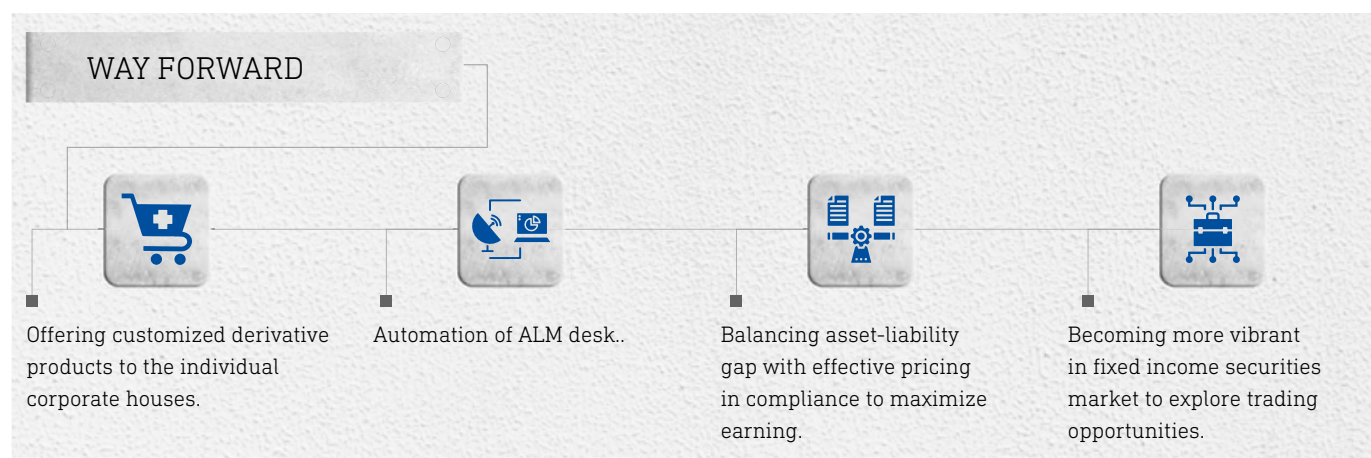 WAY FORWARD
Offering customized derivative
products to the individual
corporate houses.
Automation of ALM desk..
Balancing asset-liability
gap with effective pricing
in compliance to maximize
earning.
Becoming more vibrant
in fixed income securities
market to explore trading
opportunities.